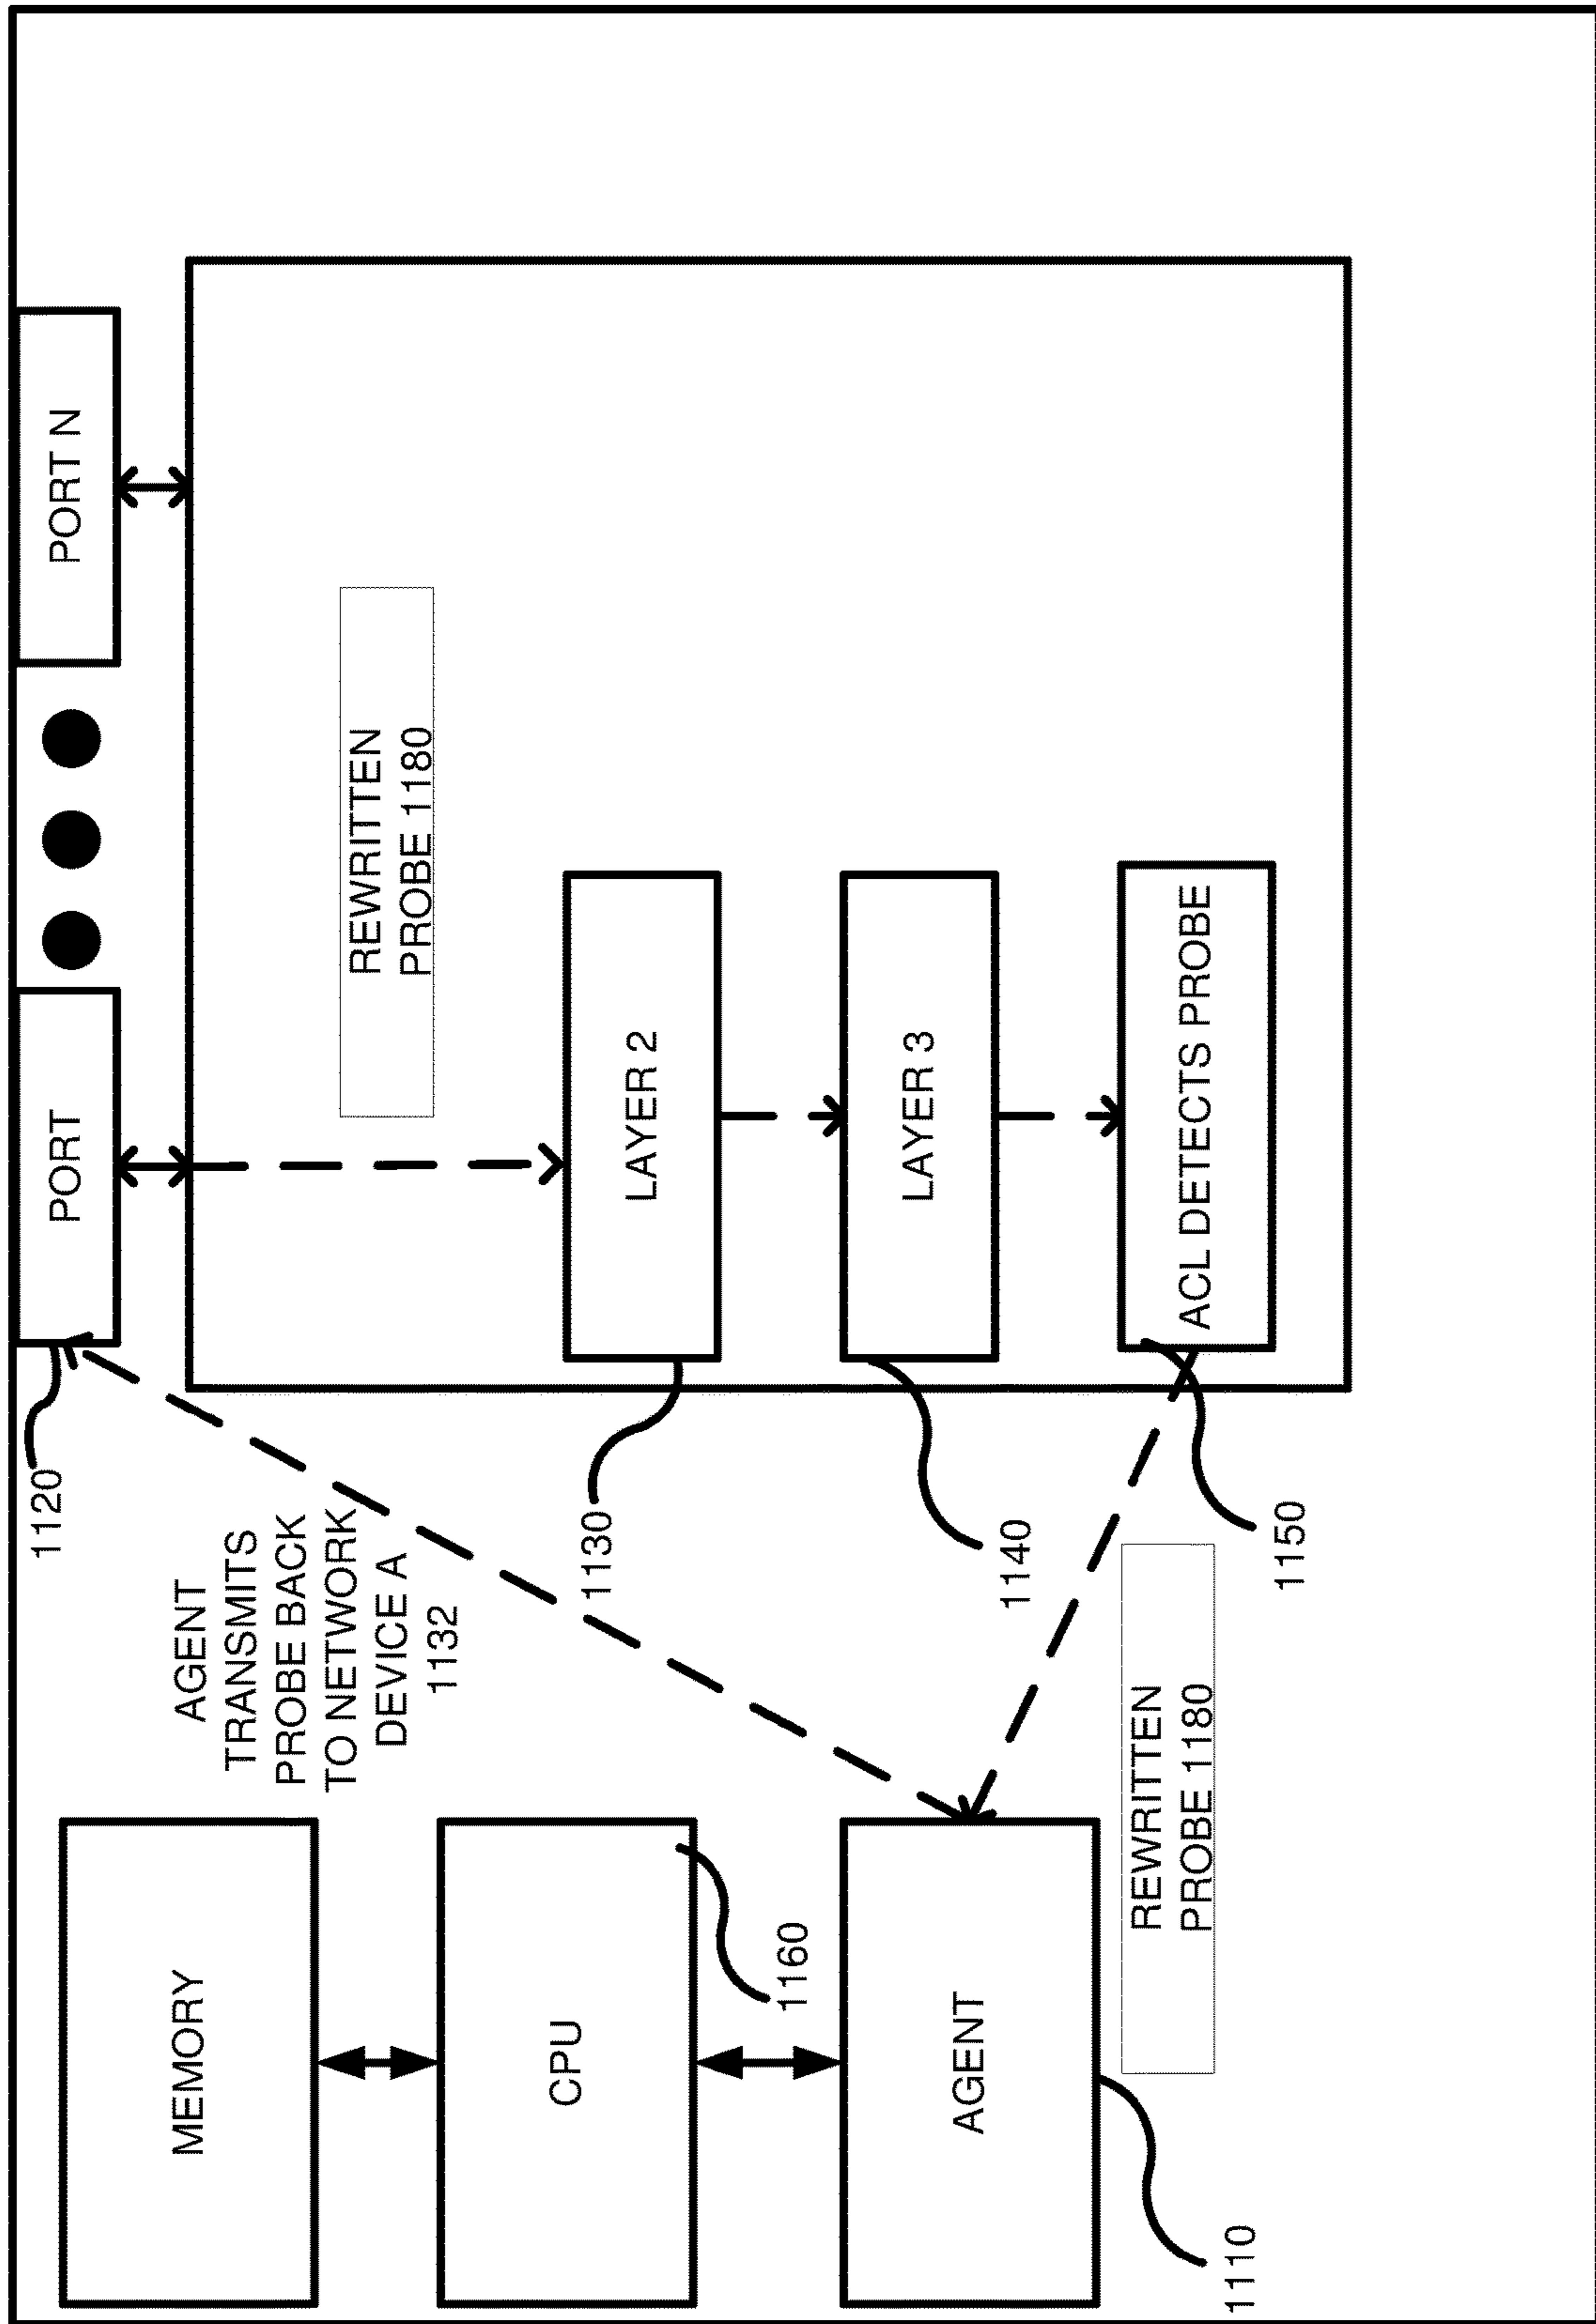 MEMORY
CPU
1160
AGENT
1110
AGENT
TRANSMITS
PROBE BACK
TO NETWORK
DEVICE A
1132
REWRITTEN
PROBE 1180
1120
PORT
PORT N
REWRITTEN
PROBE 1180
1130
LAYER 2
1140
LAYER 3
1150
ACL DETECTS PROBE